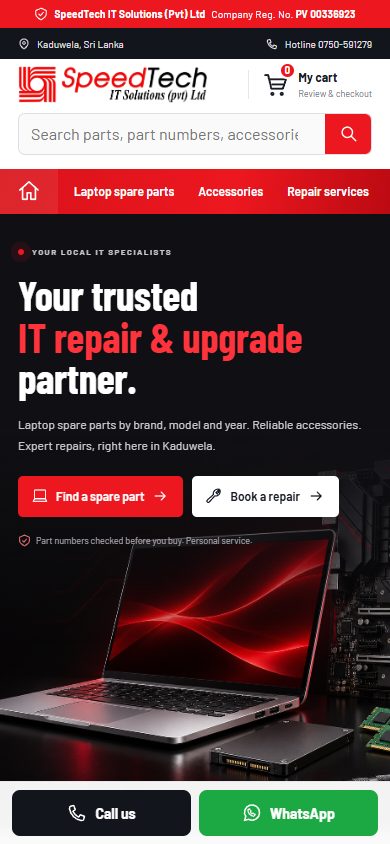 SpeedTech IT Solutions (Pvt) Ltd Company Reg. No. PV 00336923
Kaduwela, Sri Lanka Hotline 0750-591279
SpeedTech
IT Solutions (pvt) Ltd
0
My cart
Review & checkout
Search parts, part numbers, accessorie
Laptop spare parts Accessories Repair services
YOUR LOCAL IT SPECIALISTS
Your trusted
IT repair & upgrade
partner.
Laptop spare parts by brand, model and year. Reliable accessories.
Expert repairs, right here in Kaduwela.
Find a spare part Book a repair
Part numbers checked before you buy. Personal service.
Call us WhatsApp